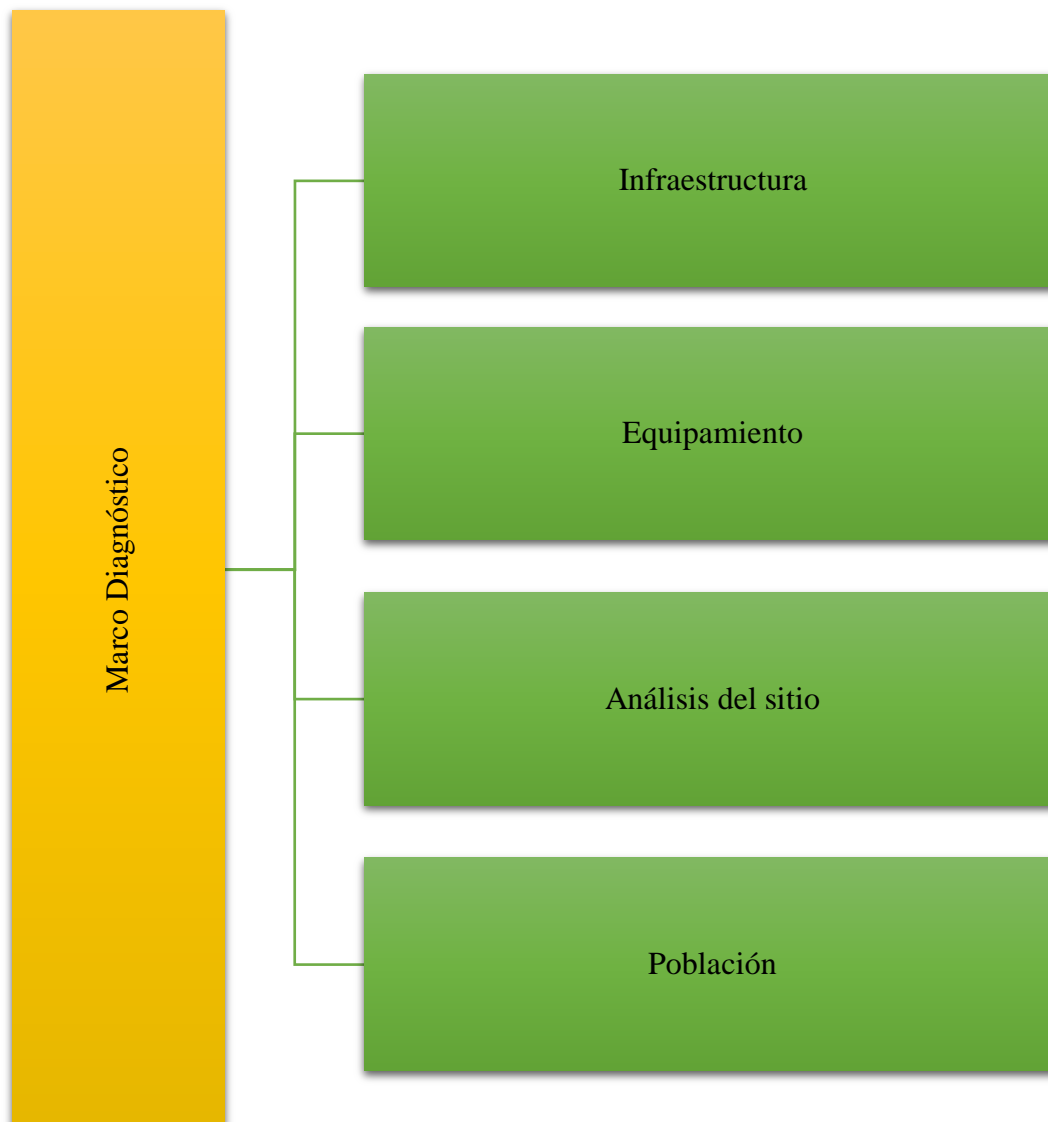 Marco Diagnóstico
Infraestructura
Equipamiento
Análisis del sitio
Población